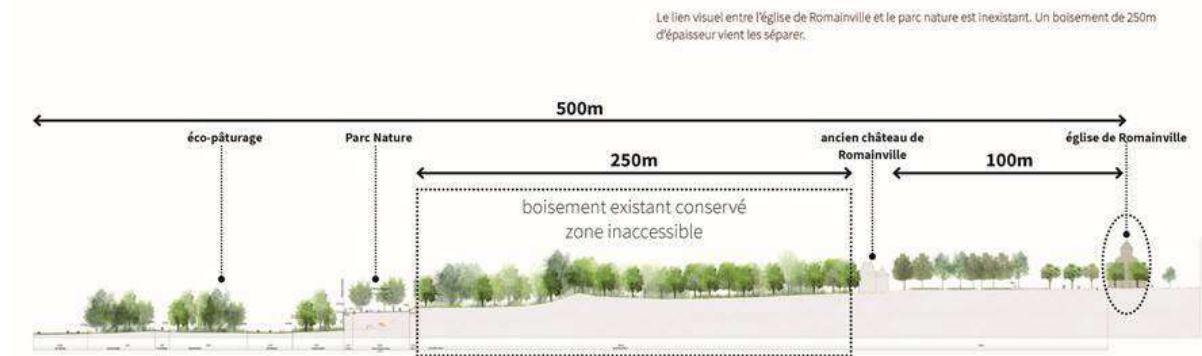 Le lien visuel entre l'église de Romainville et le parc nature est inexistant. Un boisement de 250m
d'épaisseur vient les séparer.
500m
éco-pâturage
Parc Nature
ancien château de
Romainville
église de Romainville
250m
100m
boisement existant conservé
zone inaccessible